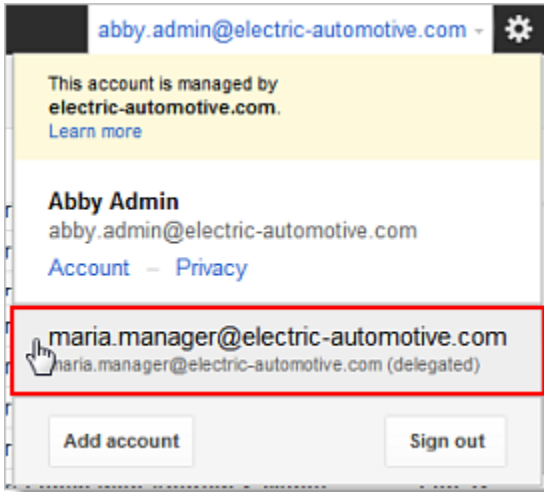 abby.admin@electric-automotive.com
This account is managed by
electric-automotive.com.
Learn more
Abby Admin
abby.admin@electric-automotive.com
Account – Privacy
maria.manager@electric-automotive.com
maria.manager@electric-automotive.com (delegated)
Add account
Sign out